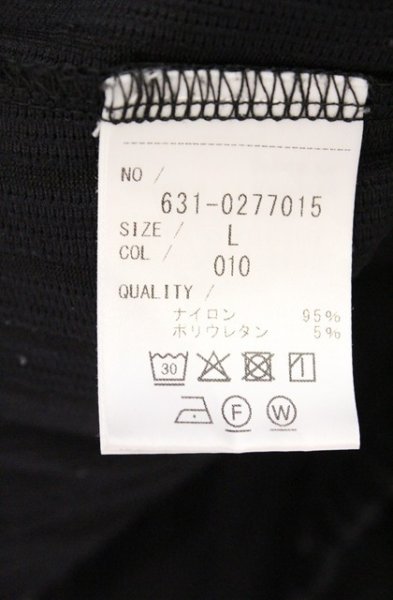 NO /
631-0277015
SIZE / L
COL / 010
QUALITY /
ナイロン 95%
ポリウレタン 5%
30
F W